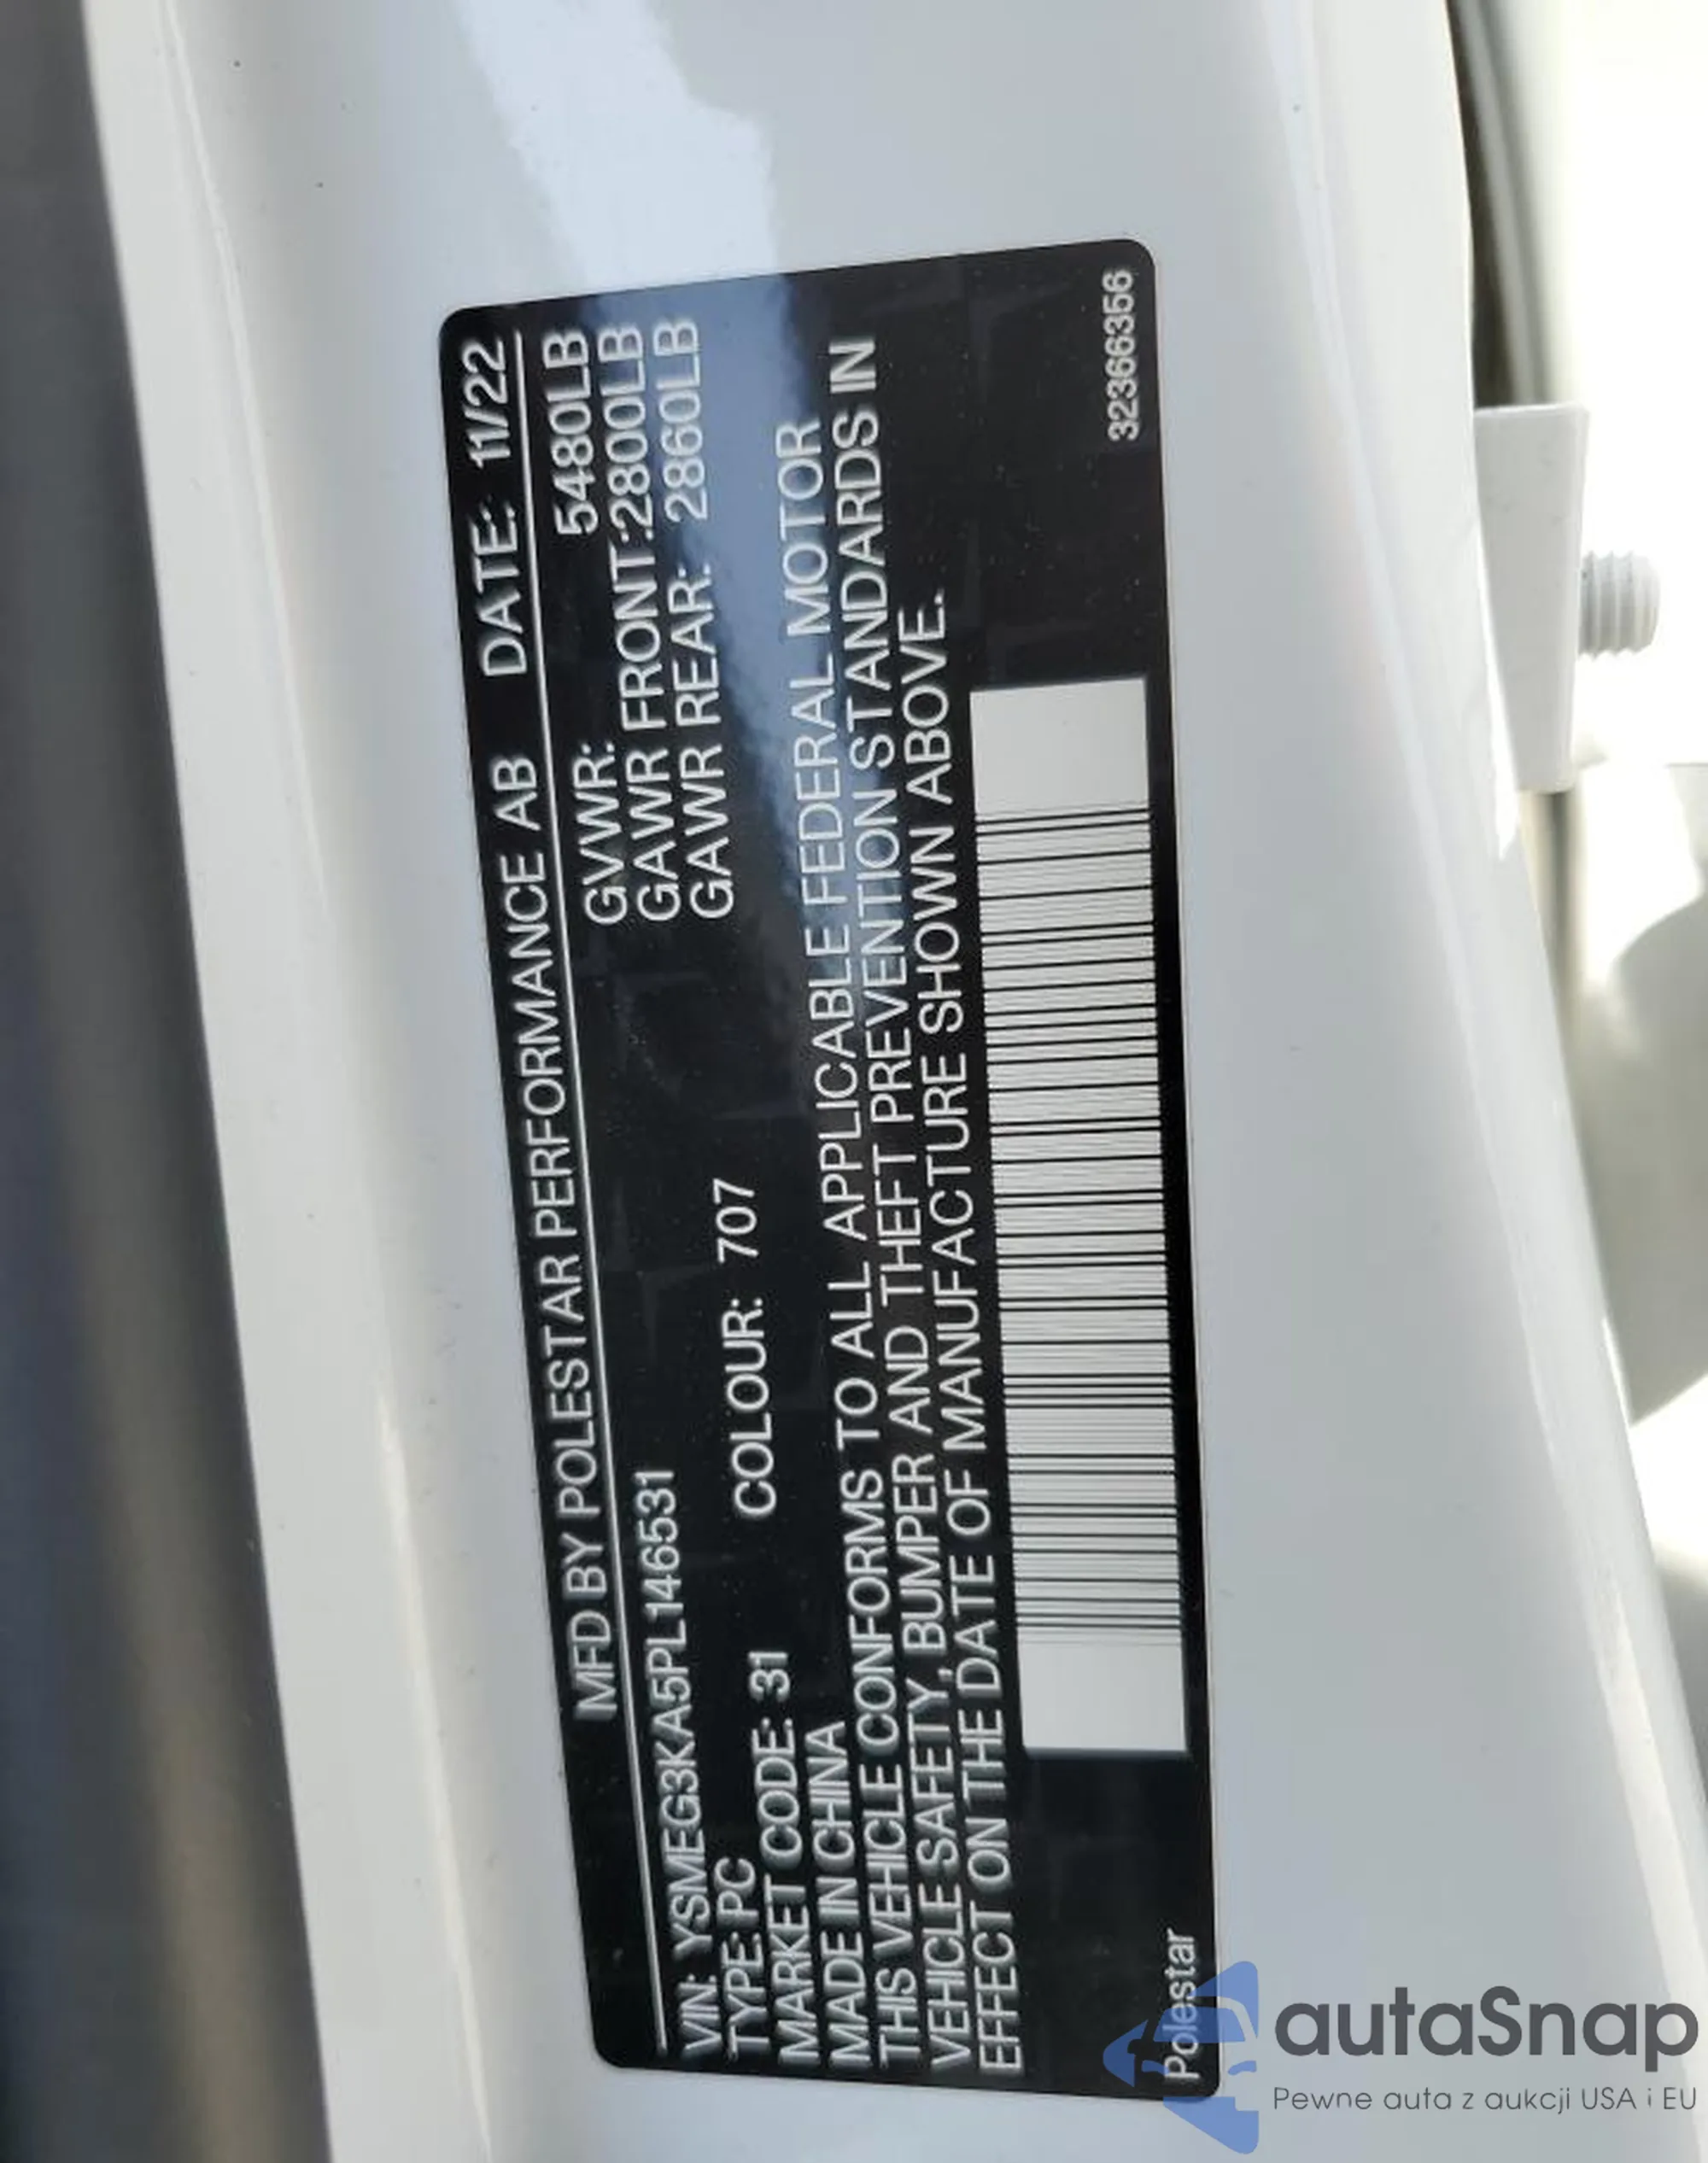 MFD BY POLESTAR PERFORMANCE AB DATE: 11/22
VIN: YSMEG3KA5PL146531 GVWR: 5480LB
TYPE: PC GAWR FRONT: 2800LB
MARKET CODE: 31 COLOUR: 707 GAWR REAR: 2860LB
MADE IN CHINA
THIS VEHICLE CONFORMS TO ALL APPLICABLE FEDERAL MOTOR
VEHICLE SAFETY, BUMPER AND THEFT PREVENTION STANDARDS IN
EFFECT ON THE DATE OF MANUFACTURE SHOWN ABOVE.
Polestar 32366356
autaSnap
Pewne auta z aukcji USA i EU